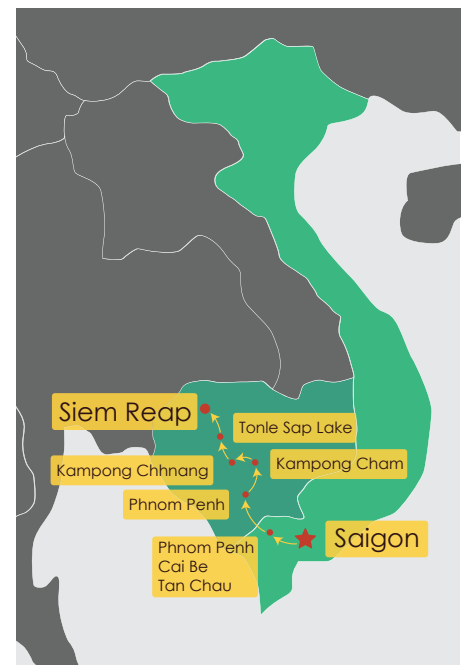 Siem Reap
Tonle Sap Lake
Kampong Chhnang
Kampong Cham
Phnom Penh
Saigon
Phnom Penh
Cai Be
Tan Chau